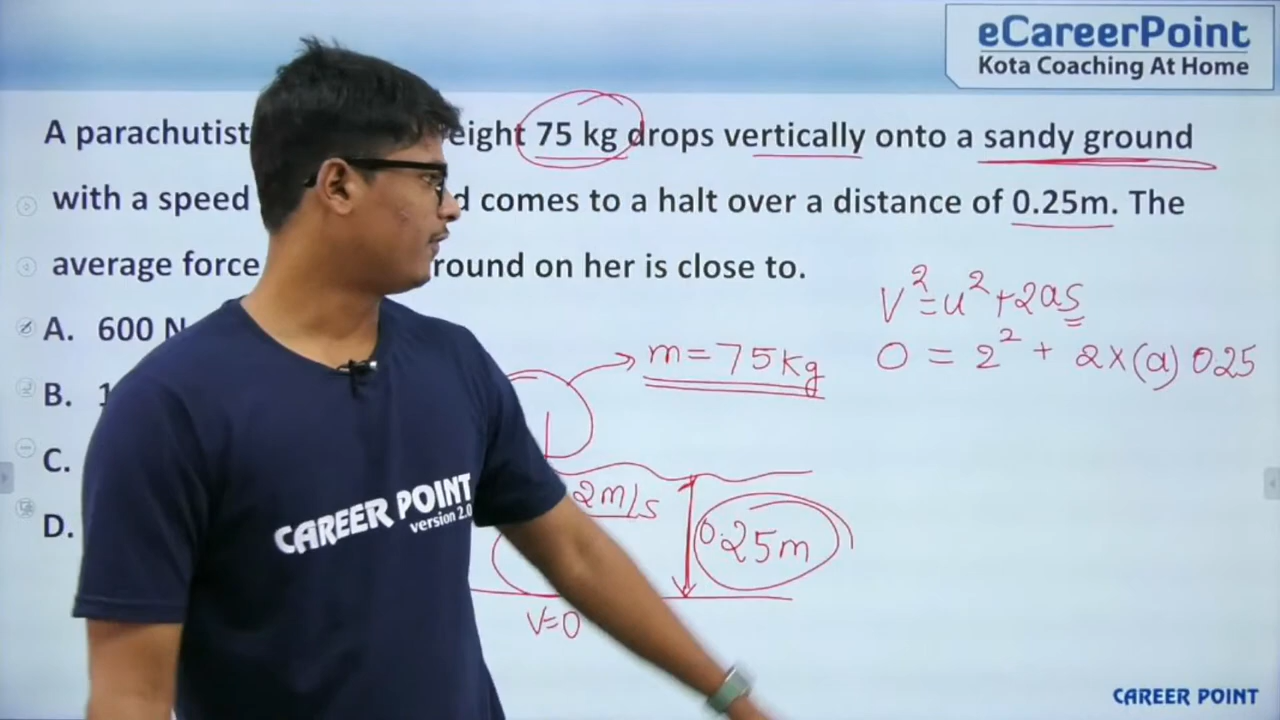 eCareerPoint
Kota Coaching At Home
A parachutist eight 75 kg drops vertically onto a sandy ground
with a speed d comes to a halt over a distance of 0.25m. The
average force round on her is close to.
A. 600 N
B. 1
C.
D.
V²=u²+2as
0 = 2² + 2×(a) 0.25
m=75kg
2m/s
0.25m
V=0
CAREER POINT
version 2.0
CAREER POINT